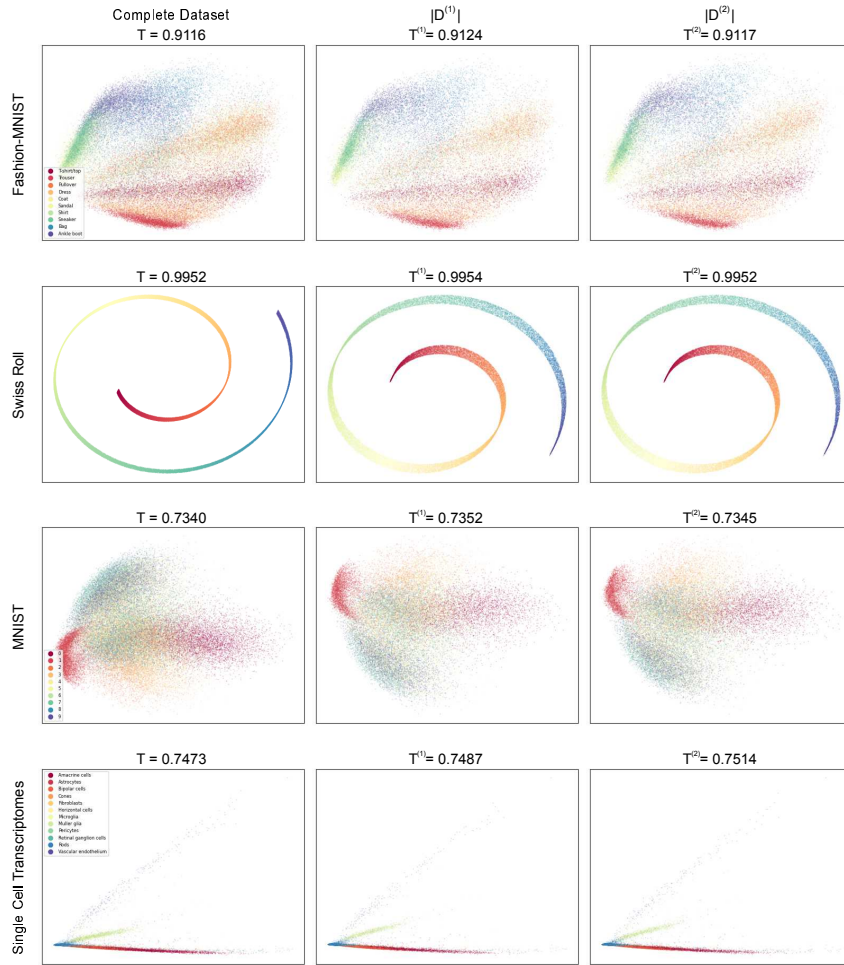 Complete Dataset
|D⁽¹⁾|
|D⁽²⁾|
T = 0.9116
T⁽¹⁾= 0.9124
T⁽²⁾= 0.9117
Fashion-MNIST
T-shirt/top
Trouser
Pullover
Dress
Coat
Sandal
Shirt
Sneaker
Bag
Ankle boot
T = 0.9952
T⁽¹⁾= 0.9954
T⁽²⁾= 0.9952
Swiss Roll
T = 0.7340
T⁽¹⁾= 0.7352
T⁽²⁾= 0.7345
MNIST
0
1
2
3
4
5
6
7
8
9
T = 0.7473
T⁽¹⁾= 0.7487
T⁽²⁾= 0.7514
Single Cell Transcriptomes
Amacrine cells
Astrocytes
Bipolar cells
Cones
Fibroblasts
Horizontal cells
Microglia
Muller glia
Pericytes
Retinal ganglion cells
Rods
Vascular endothelium